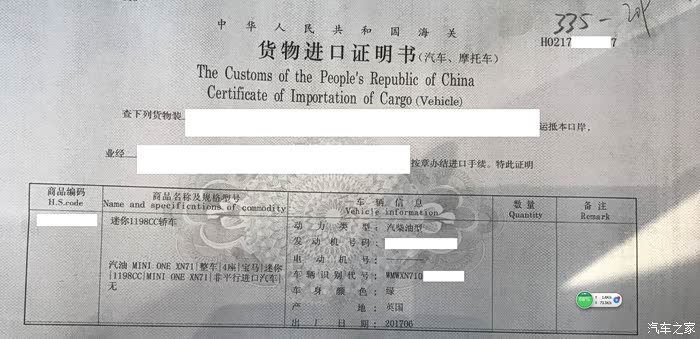 335-
中华人民共和国海关
H0217 7
货物进口证明书(汽车、摩托车)
The Customs of the People's Republic of China
Certificate of Importation of Cargo (Vehicle)
查下列货物装 运抵本口岸,
业经 按章办结进口手续。特此证明
商品编码 商品名称及规格型号 车辆信息 数量 备注
H.S.code Name and specifications of commodity Vehicle information Quantity Remark
迷你1198CC轿车 动力类型: 汽柴油型
发动机号码:
电动机号: —
汽油 MINI ONE XN71|整车|4座|宝马|迷你 车辆识别代号: WMWXN710
|1198CC|MINI ONE XN71|非平行进口汽车| 车身颜色: 绿
无 产地: 英国
出厂日期: 201706
汽车之家